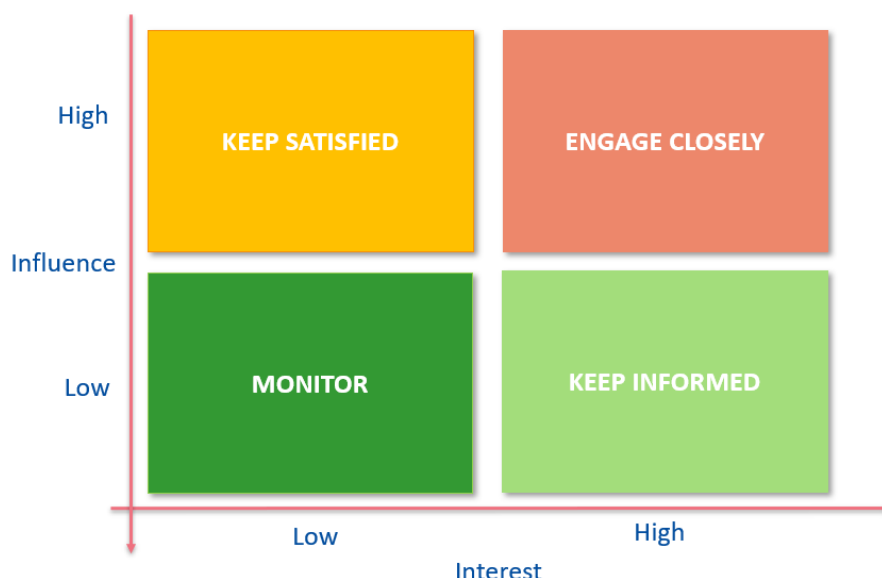 High
KEEP SATISFIED
ENGAGE CLOSELY
Influence
Low
MONITOR
KEEP INFORMED
Low
High
Interest